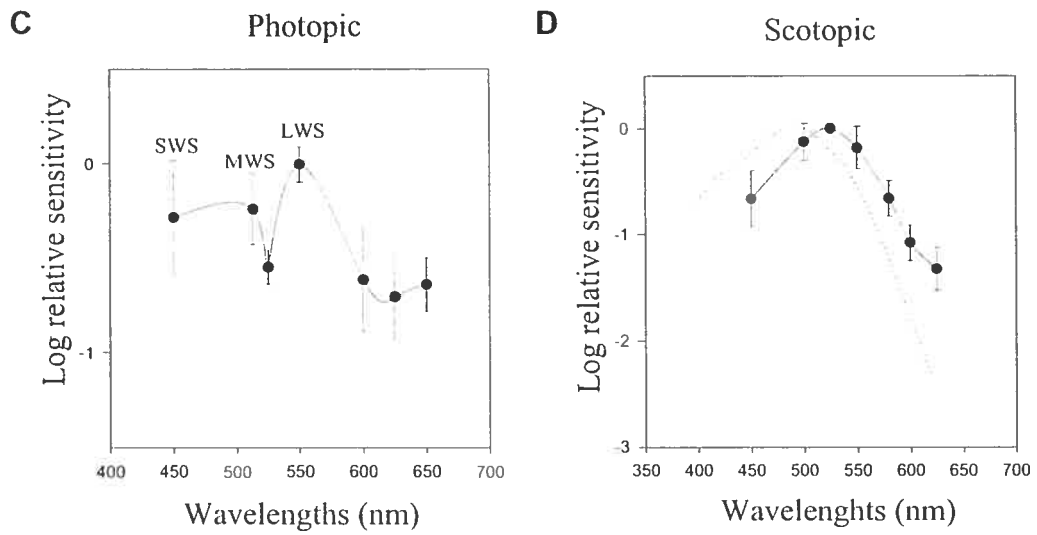 C
Photopic
Log relative sensitivity
0
-1
SWS
MWS
LWS
400 450 500 550 600 650 700
Wavelengths (nm)
D
Scotopic
Log relative sensitivity
0
-1
-2
-3
350 400 450 500 550 600 650 700
Wavelenghts (nm)